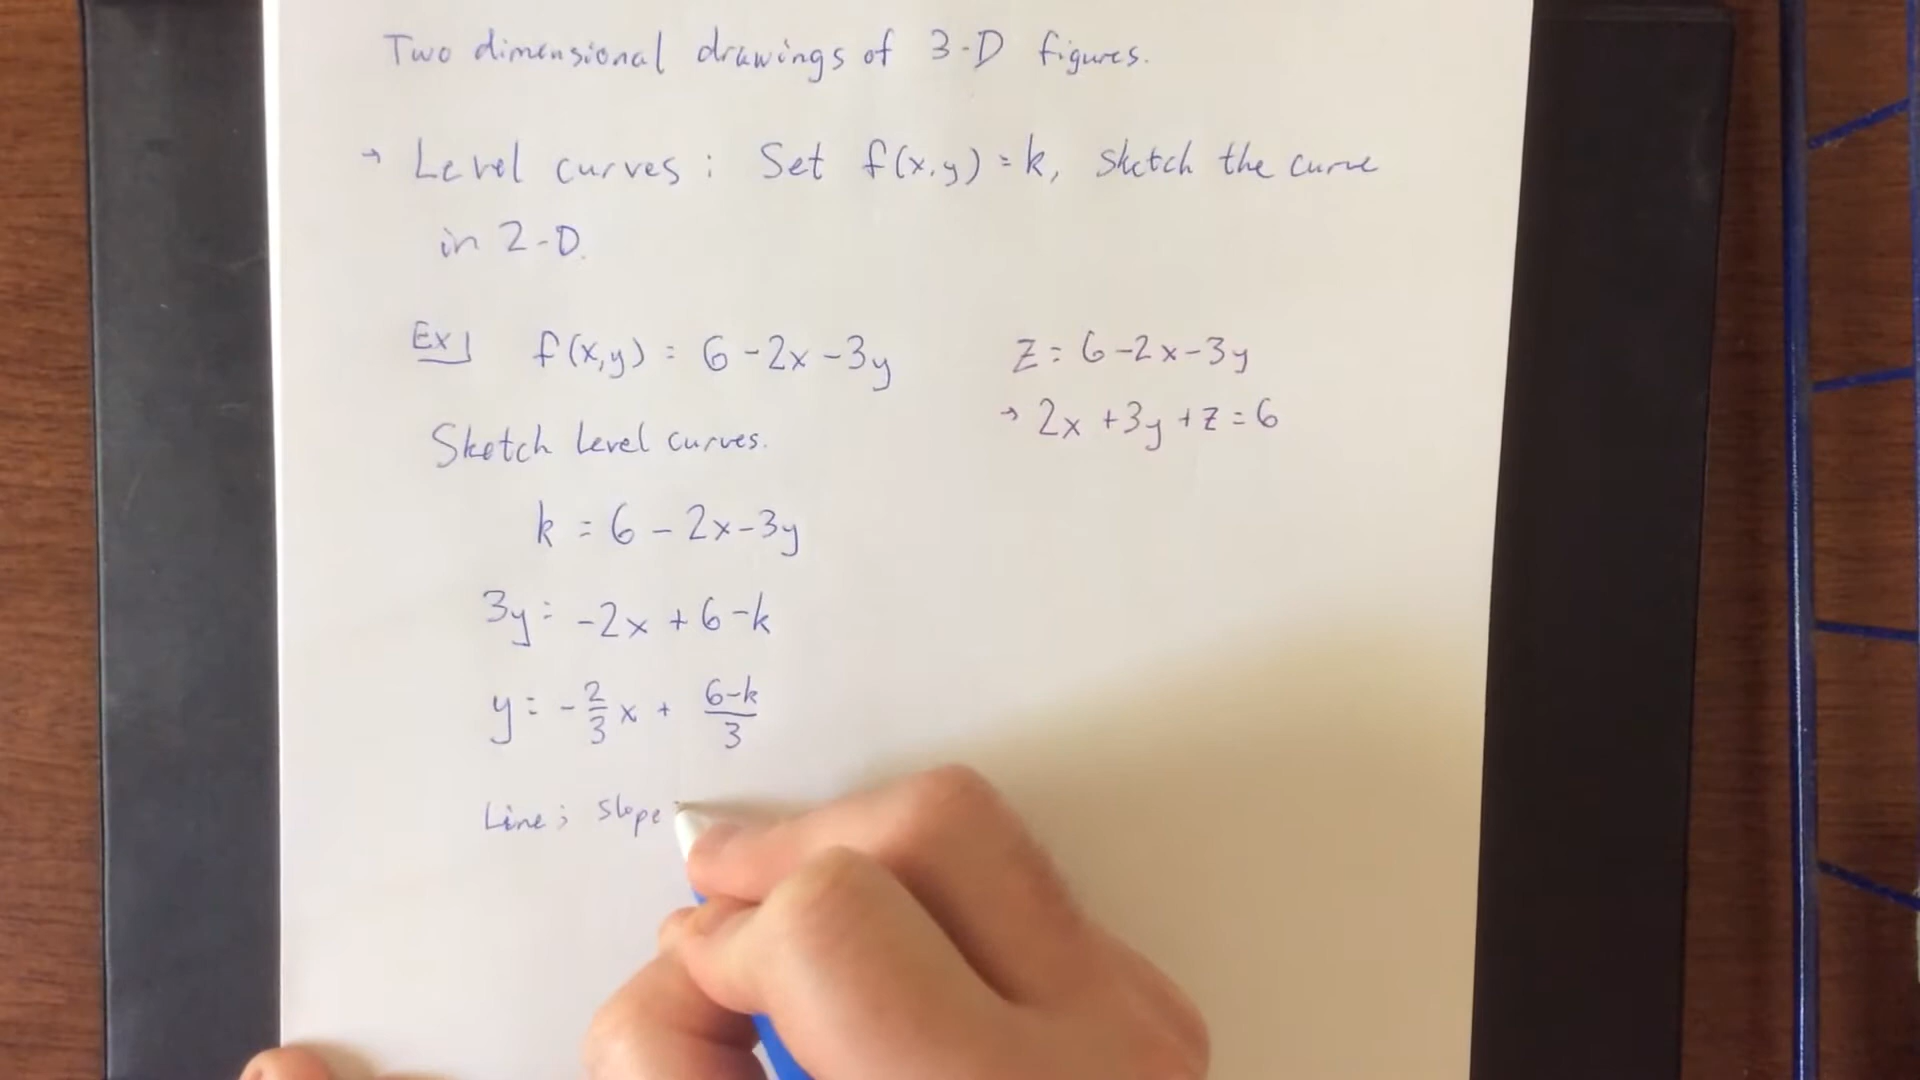 Two dimensional drawings of 3-D figures.
→ Level curves: Set f(x,y) = k, sketch the curve
in 2-D.
Ex1 f(x,y) = 6 - 2x - 3y
z = 6 - 2x - 3y
→ 2x + 3y + z = 6
Sketch level curves.
k = 6 - 2x - 3y
3y = -2x + 6 - k
y = -2/3 x + (6-k)/3
Line; slope